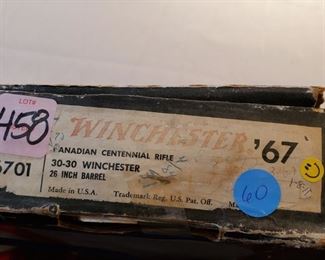 LOT#
458
WINCHESTER '67
CANADIAN CENTENNIAL RIFLE
6701
30-30 WINCHESTER
26 INCH BARREL
60
Made in U.S.A. Trademark Reg. U.S. Pat. Off.